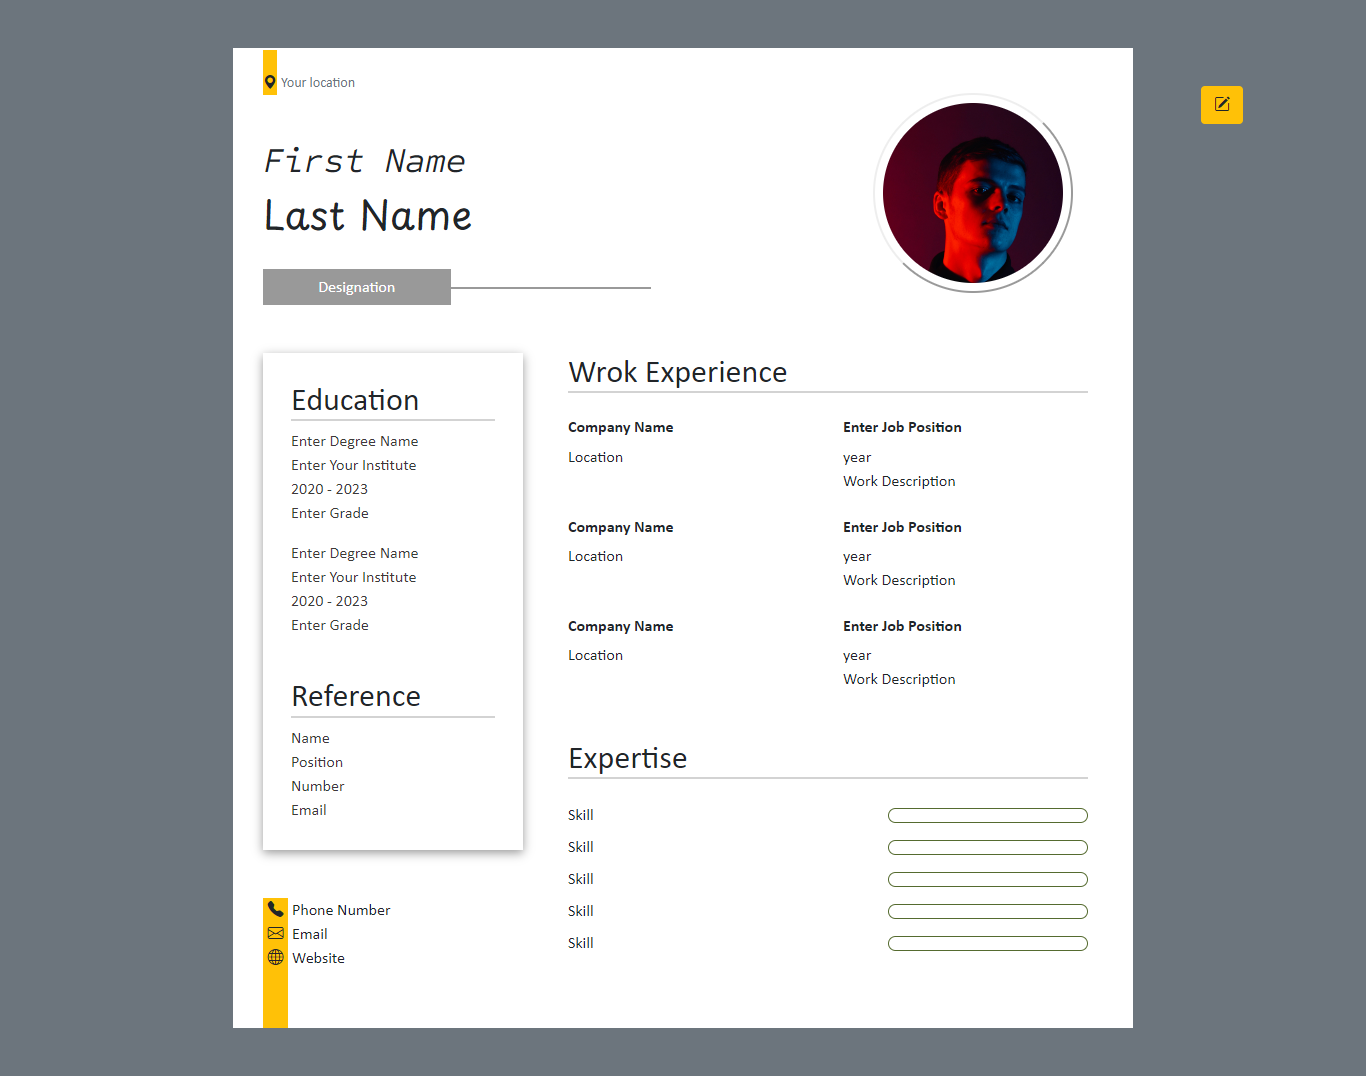 Your location
First Name
Last Name
Designation
Education
Enter Degree Name
Enter Your Institute
2020 - 2023
Enter Grade
Enter Degree Name
Enter Your Institute
2020 - 2023
Enter Grade
Reference
Name
Position
Number
Email
Phone Number
Email
Website
Wrok Experience
Company Name
Location
Enter Job Position
year
Work Description
Company Name
Location
Enter Job Position
year
Work Description
Company Name
Location
Enter Job Position
year
Work Description
Expertise
Skill
Skill
Skill
Skill
Skill